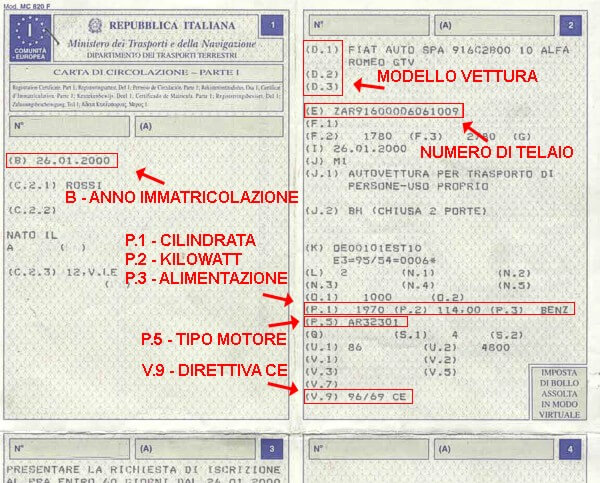 Mod. MC 820 F
I
COMUNITÀ
EUROPEA
REPUBBLICA ITALIANA
1
Ministero dei Trasporti e della Navigazione
DIPARTIMENTO DEI TRASPORTI TERRESTRI
CARTA DI CIRCOLAZIONE - PARTE I
N°
(A)
(B) 26.01.2000
B - ANNO IMMATRICOLAZIONE
(C.2.1) ROSSI
(C.2.2)
NATO IL
A ( )
(C.2.3) 12,V.LE
( )
P.1 - CILINDRATA
P.2 - KILOWATT
P.3 - ALIMENTAZIONE
P.5 - TIPO MOTORE
V.9 - DIRETTIVA CE
N°
(A)
2
(D.1) FIAT AUTO SPA 916C2B00 10 ALFA
ROMEO GTV
(D.2)
(D.3)
MODELLO VETTURA
(E) ZAR91600006061009
(F.1)
(F.2) 1780 (F.3) (G)
NUMERO DI TELAIO
(I) 26.01.2000
(J) M1
(J.1) AUTOVETTURA PER TRASPORTO DI
PERSONE-USO PROPRIO
(J.2) BH (CHIUSA 2 PORTE)
(K) OE00101EST10
E3=95/54=0006*
(L) 2 (N.1) (N.2)
(N.3) (N.4) (N.5)
(O.1) 1000 (O.2)
(P.1) 1970 (P.2) 114.00 (P.3) BENZ
(P.5) AR32301
(Q) (S.1) 4 (S.2)
(U.1) 86 (U.2) 4800
(V.1) (V.2)
(V.3) (V.5)
(V.7)
(V.9) 96/69 CE
IMPOSTA
DI BOLLO
ASSOLTA
IN MODO
VIRTUALE
N°
(A)
3
PRESENTARE LA RICHIESTA DI ISCRIZIONE
AL PRA ENTRO 60 GIORNI DAL 26.01.2000
N°
(A)
4